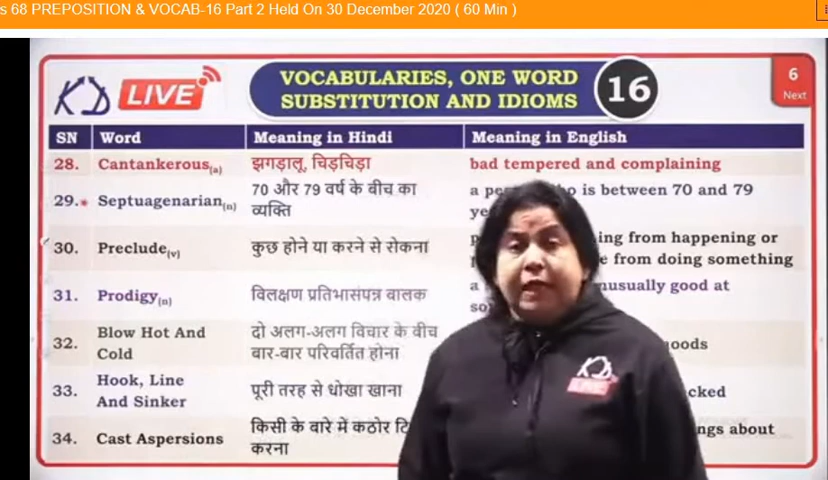 s 68 PREPOSITION & VOCAB-16 Part 2 Held On 30 December 2020 ( 60 Min )
KD LIVE
VOCABULARIES, ONE WORD
SUBSTITUTION AND IDIOMS
16
6
Next
SN Word Meaning in Hindi Meaning in English
28. Cantankerous(a) झगड़ालू, चिड़चिड़ा bad tempered and complaining
29.* Septuagenarian(n) 70 और 79 वर्ष के बीच का a is between 70 and 79
व्यक्ति
30. Preclude(v) कुछ होने या करने से रोकना ing from happening or
from doing something
31. Prodigy(n) विलक्षण प्रतिभासंपन्न बालक a nusually good at
32. Blow Hot And दो अलग-अलग विचार के बीच
Cold बार-बार परिवर्तित होना oods
33. Hook, Line
And Sinker पूरी तरह से धोखा खाना cked
34. Cast Aspersions किसी के बारे में कठोर ngs about
करना
KD
LIVE